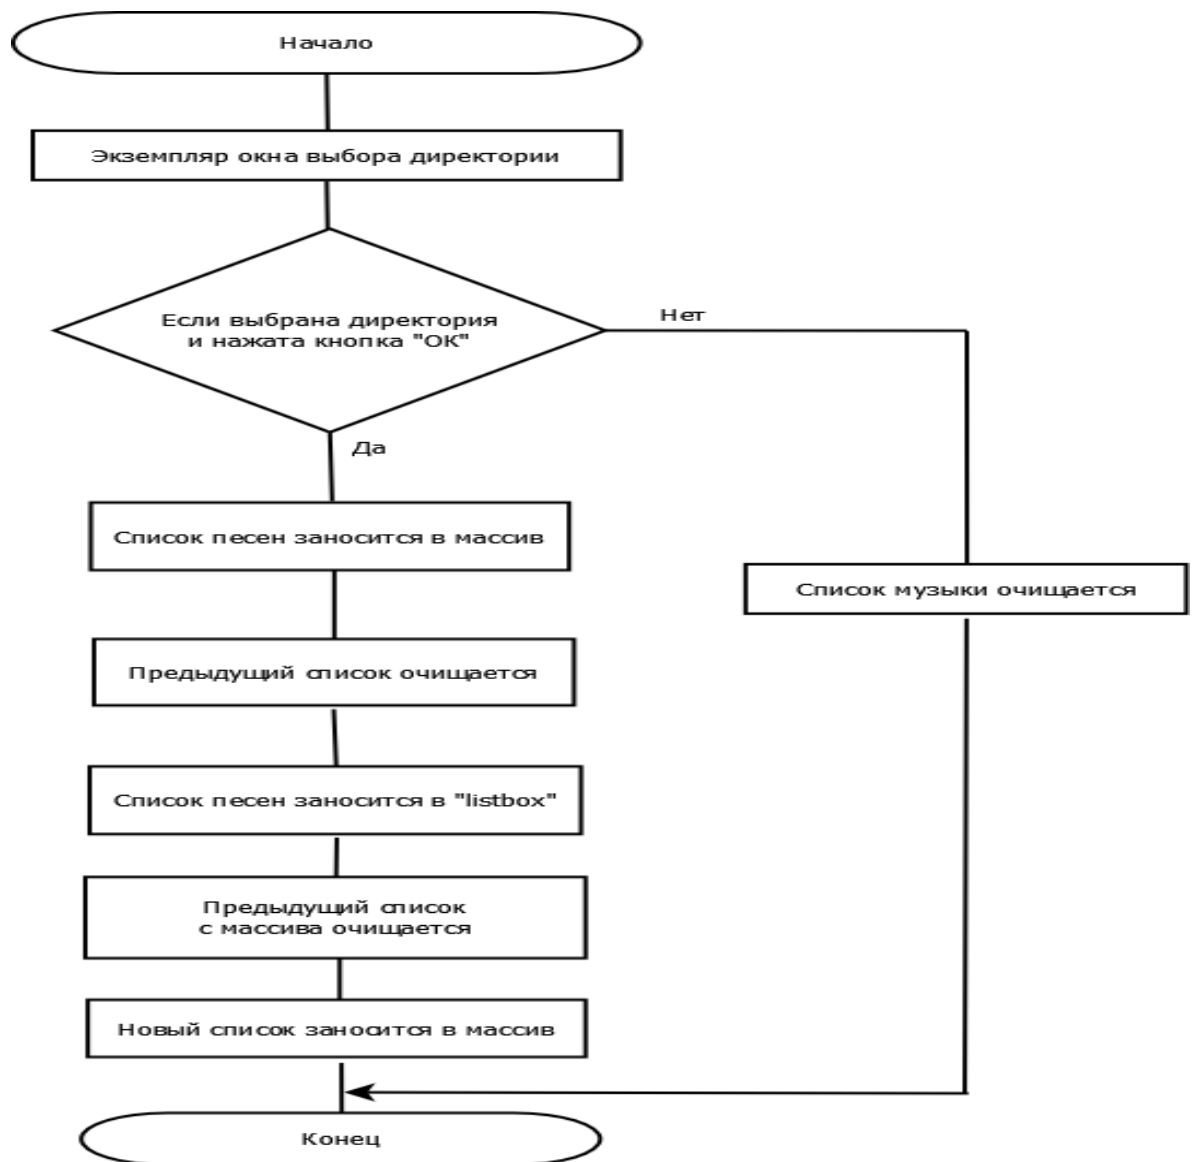 Начало
Экземпляр окна выбора директории
Если выбрана директория
и нажата кнопка "ОК"
Нет
Да
Список песен заносится в массив
Список музыки очищается
Предыдущий список очищается
Список песен заносится в "listbox"
Предыдущий список
с массива очищается
Новый список заносится в массив
Конец